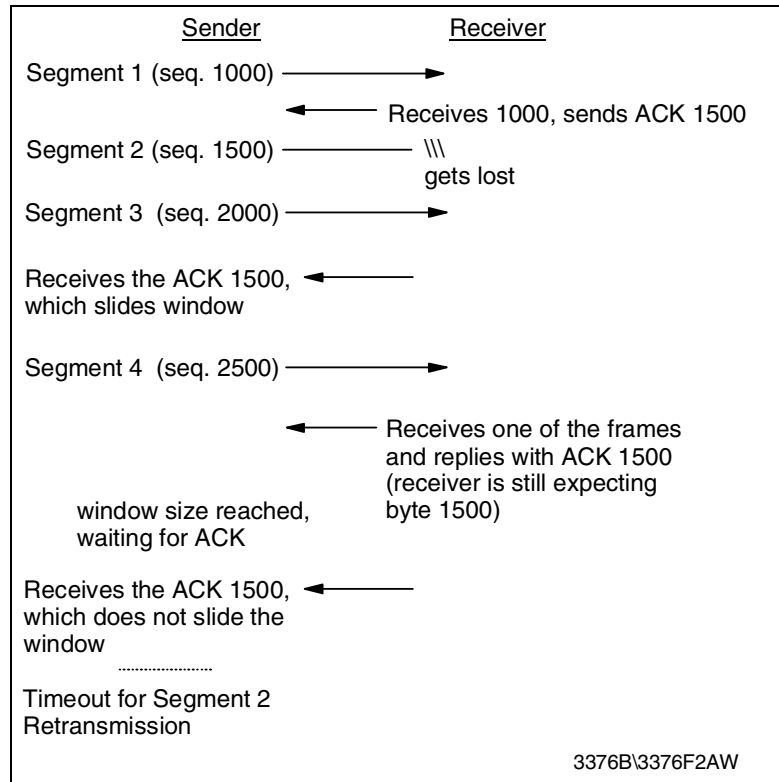 Sender Receiver
Segment 1 (seq. 1000)
Receives 1000, sends ACK 1500
Segment 2 (seq. 1500) \\\
gets lost
Segment 3 (seq. 2000)
Receives the ACK 1500,
which slides window
Segment 4 (seq. 2500)
Receives one of the frames
and replies with ACK 1500
(receiver is still expecting
byte 1500)
window size reached,
waiting for ACK
Receives the ACK 1500,
which does not slide the
window
Timeout for Segment 2
Retransmission
3376B\3376F2AW